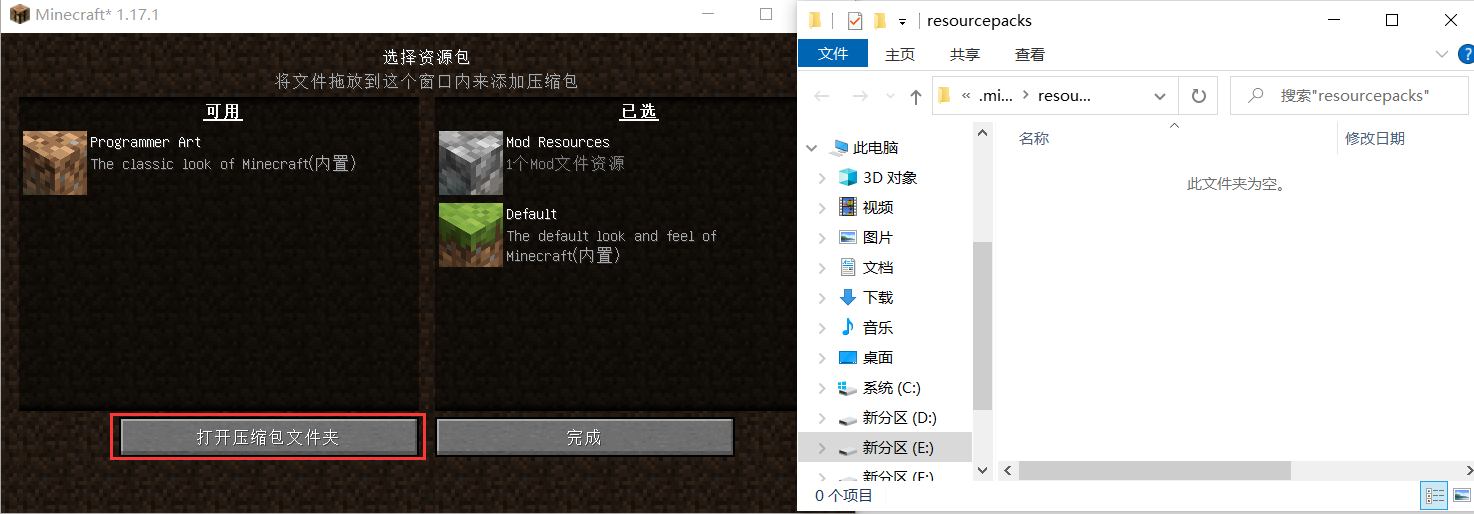 Minecraft* 1.17.1
选择资源包
将文件拖放到这个窗口内来添加压缩包
可用
Programmer Art
The classic look of Minecraft(内置)
已选
Mod Resources
1个Mod文件资源
Default
The default look and feel of
Minecraft(内置)
打开压缩包文件夹
完成
resourcepacks
文件 主页 共享 查看
« .mi... › resou...
搜索"resourcepacks"
此电脑
3D 对象
视频
图片
文档
下载
音乐
桌面
系统 (C:)
新分区 (D:)
新分区 (E:)
新分区 (F:)
名称 修改日期
此文件夹为空。
0 个项目